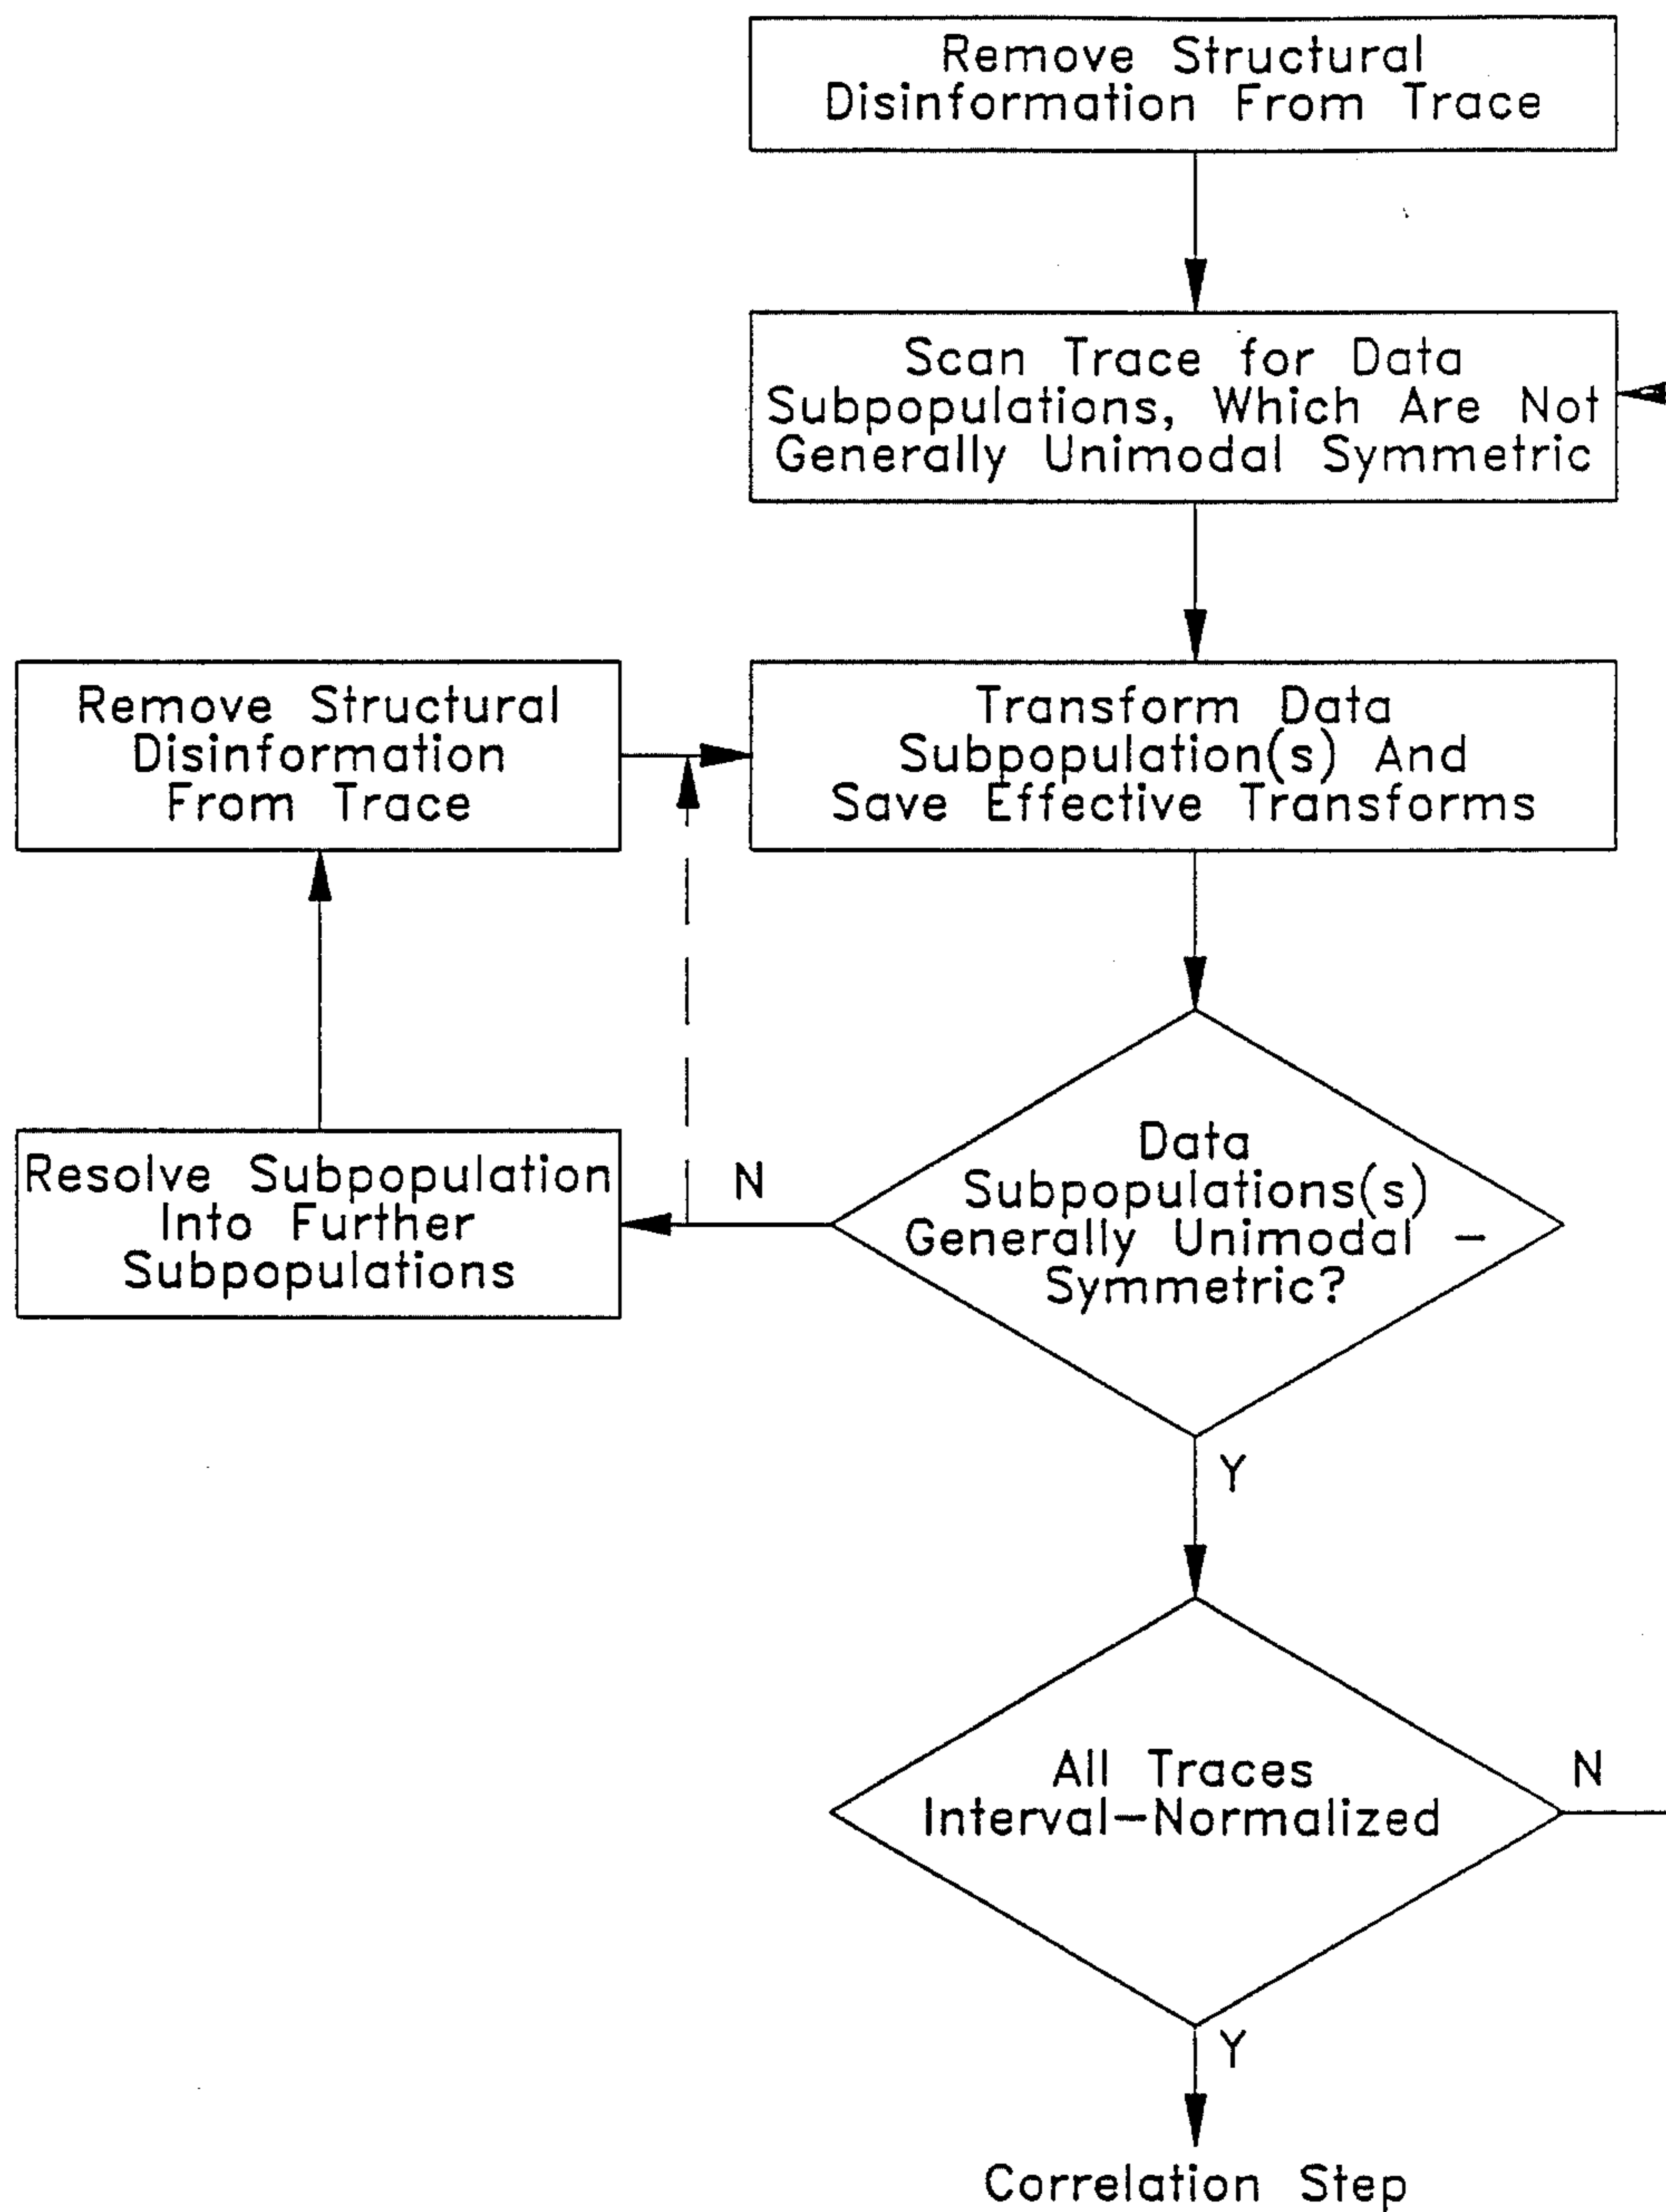 Remove Structural
Disinformation From Trace
Scan Trace for Data
Subpopulations, Which Are Not
Generally Unimodal Symmetric
Remove Structural
Disinformation
From Trace
Transform Data
Subpopulation(s) And
Save Effective Transforms
Resolve Subpopulation
Into Further
Subpopulations
N
Data
Subpopulations(s)
Generally Unimodal –
Symmetric?
Y
All Traces
Interval–Normalized
N
Y
Correlation Step